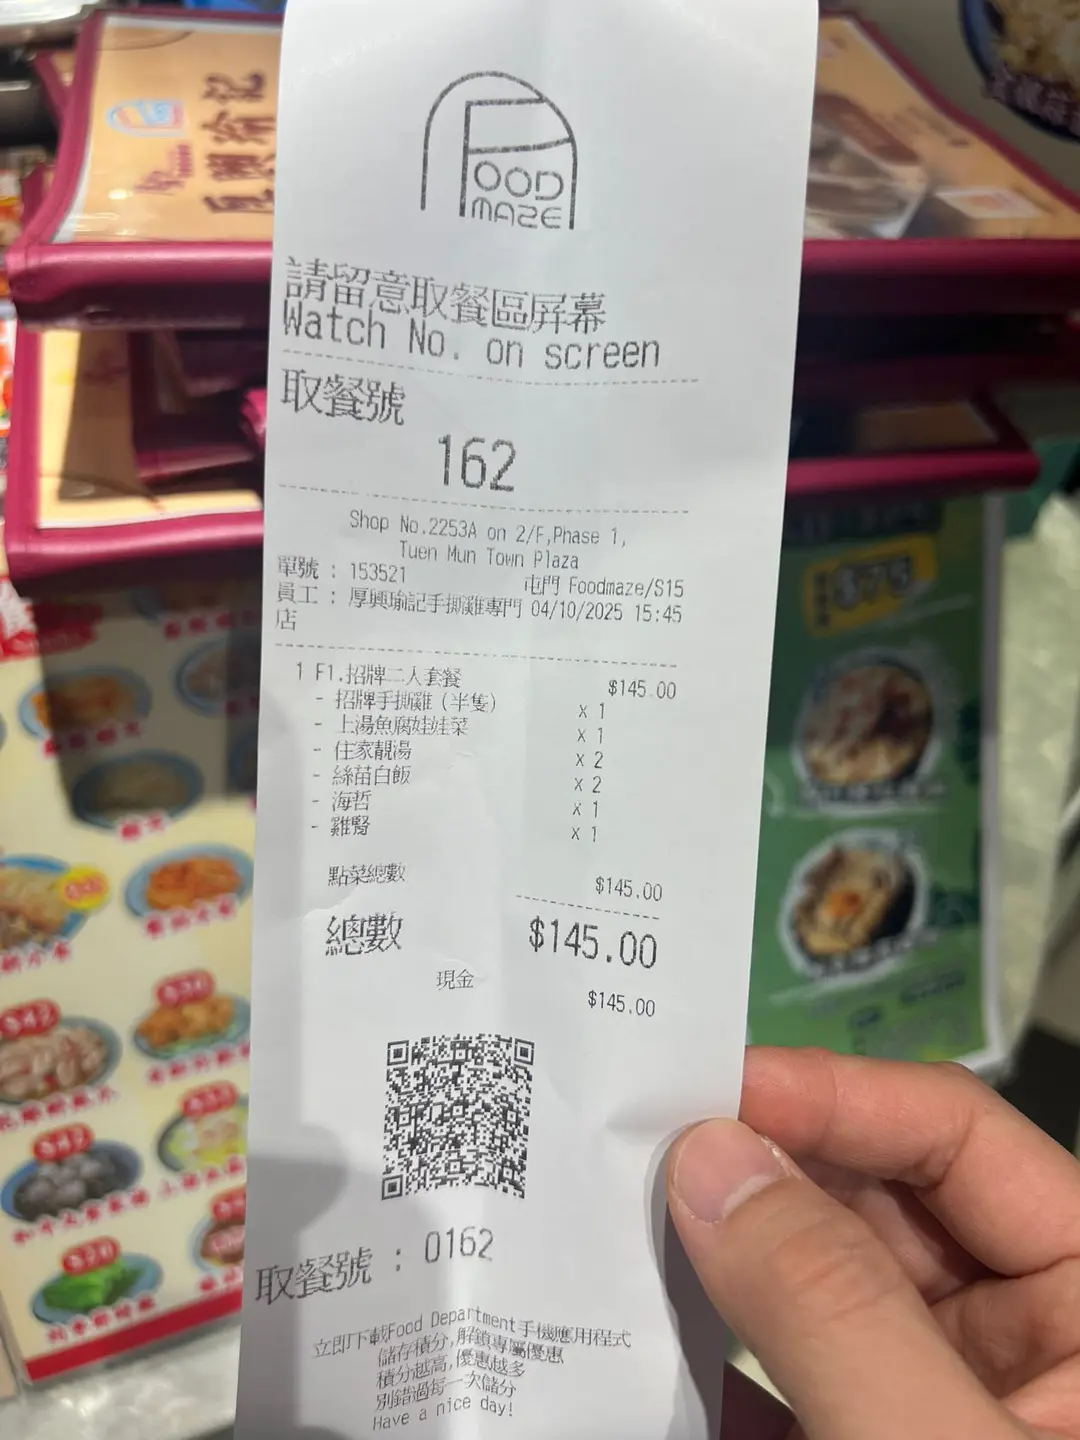 FOOD
MAZE
請留意取餐區屏幕
Watch No. on screen
取餐號
162
Shop No.2253A on 2/F,Phase 1,
Tuen Mun Town Plaza
單號 : 153521 屯門 Foodmaze/S15
員工 : 厚興瑜記手撕雞專門 04/10/2025 15:45
店
1 F1.招牌二人套餐 $145.00
- 招牌手撕雞 (半隻) x 1
- 上湯魚腐娃娃菜 x 1
- 住家靚湯 x 2
- 絲苗白飯 x 2
- 海哲 x 1
- 雞腎 x 1
點菜總數 $145.00
總數 $145.00
現金 $145.00
取餐號 : 0162
立即下載Food Department手機應用程式
儲存積分,解鎖專屬優惠
積分越高,優惠越多
別錯過每一次儲分
Have a nice day!